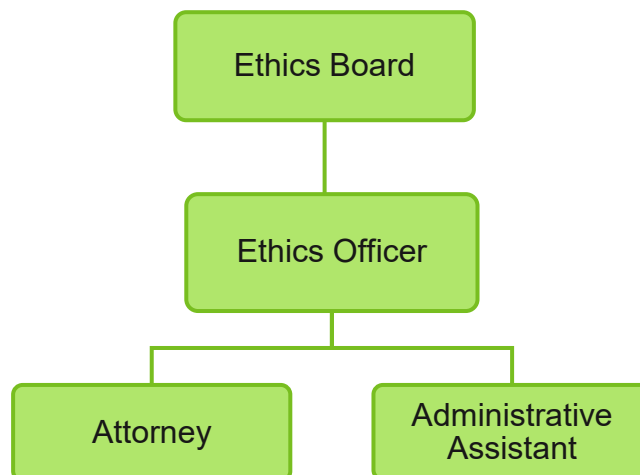 Ethics Board
Ethics Officer
Attorney
Administrative
Assistant